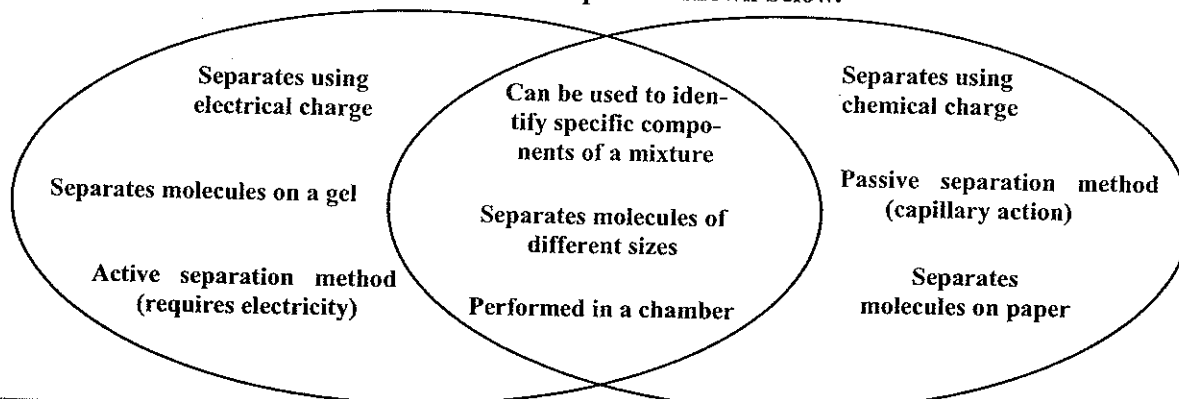 Separates using
electrical charge
Separates molecules on a gel
Active separation method
(requires electricity)
Can be used to iden-
tify specific compo-
nents of a mixture
Separates molecules of
different sizes
Performed in a chamber
Separates using
chemical charge
Passive separation method
(capillary action)
Separates
molecules on paper